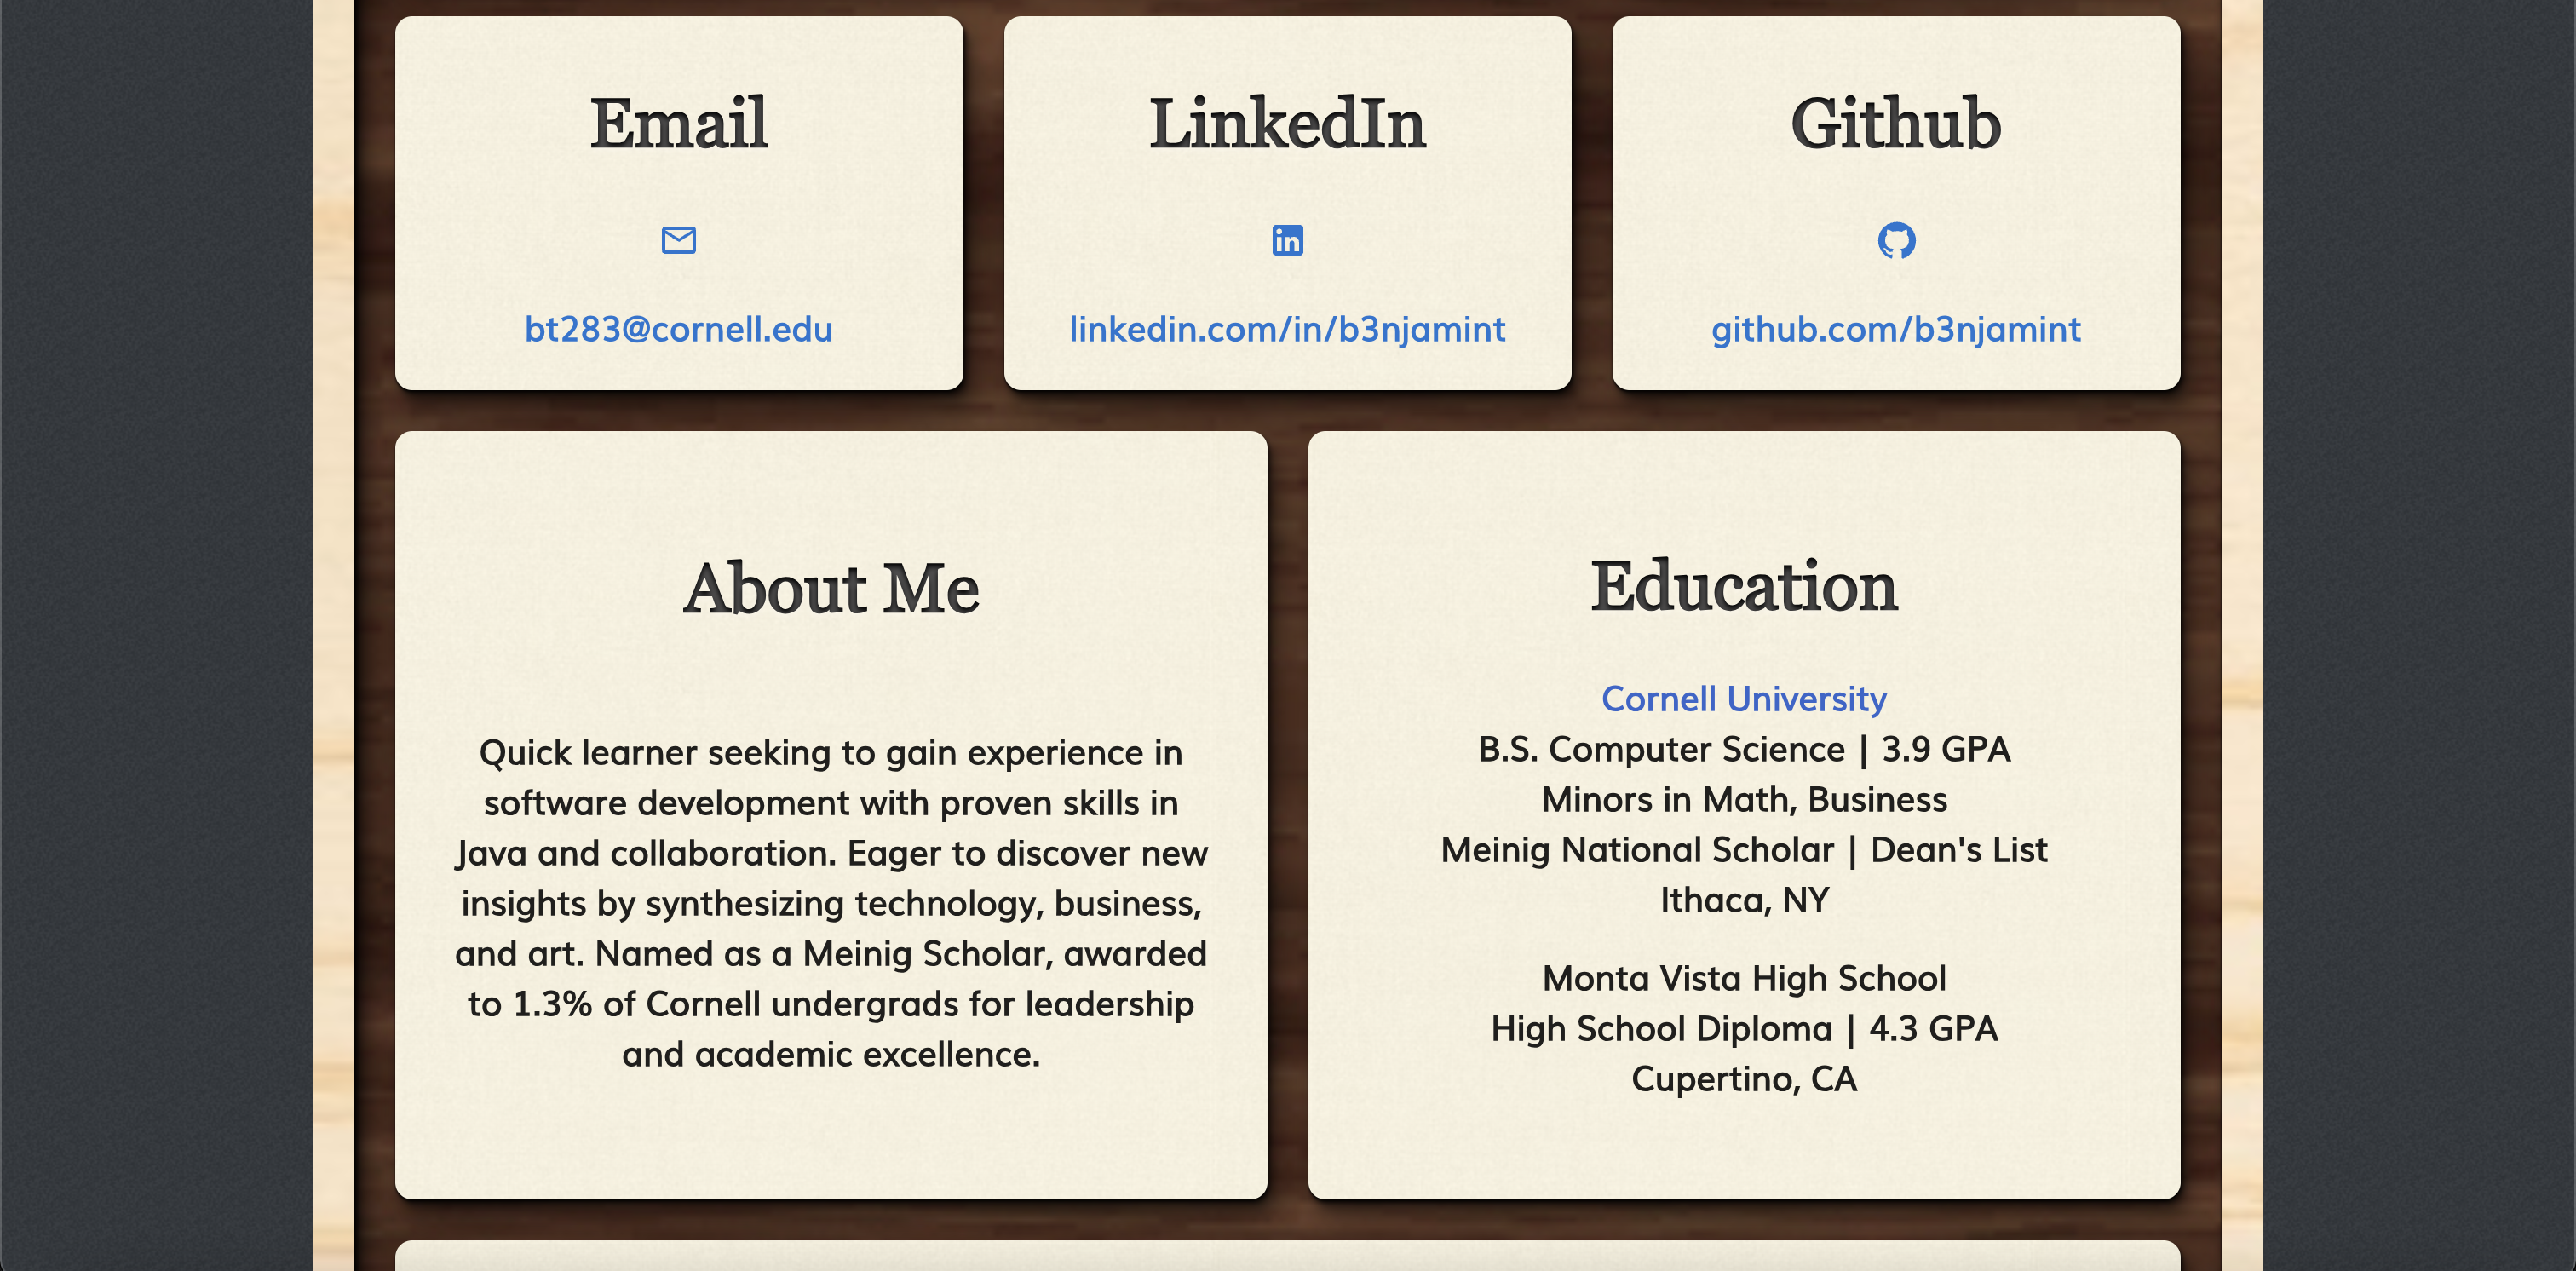 Email
bt283@cornell.edu
LinkedIn
linkedin.com/in/b3njamint
Github
github.com/b3njamint
About Me
Quick learner seeking to gain experience in
software development with proven skills in
Java and collaboration. Eager to discover new
insights by synthesizing technology, business,
and art. Named as a Meinig Scholar, awarded
to 1.3% of Cornell undergrads for leadership
and academic excellence.
Education
Cornell University
B.S. Computer Science | 3.9 GPA
Minors in Math, Business
Meinig National Scholar | Dean's List
Ithaca, NY
Monta Vista High School
High School Diploma | 4.3 GPA
Cupertino, CA